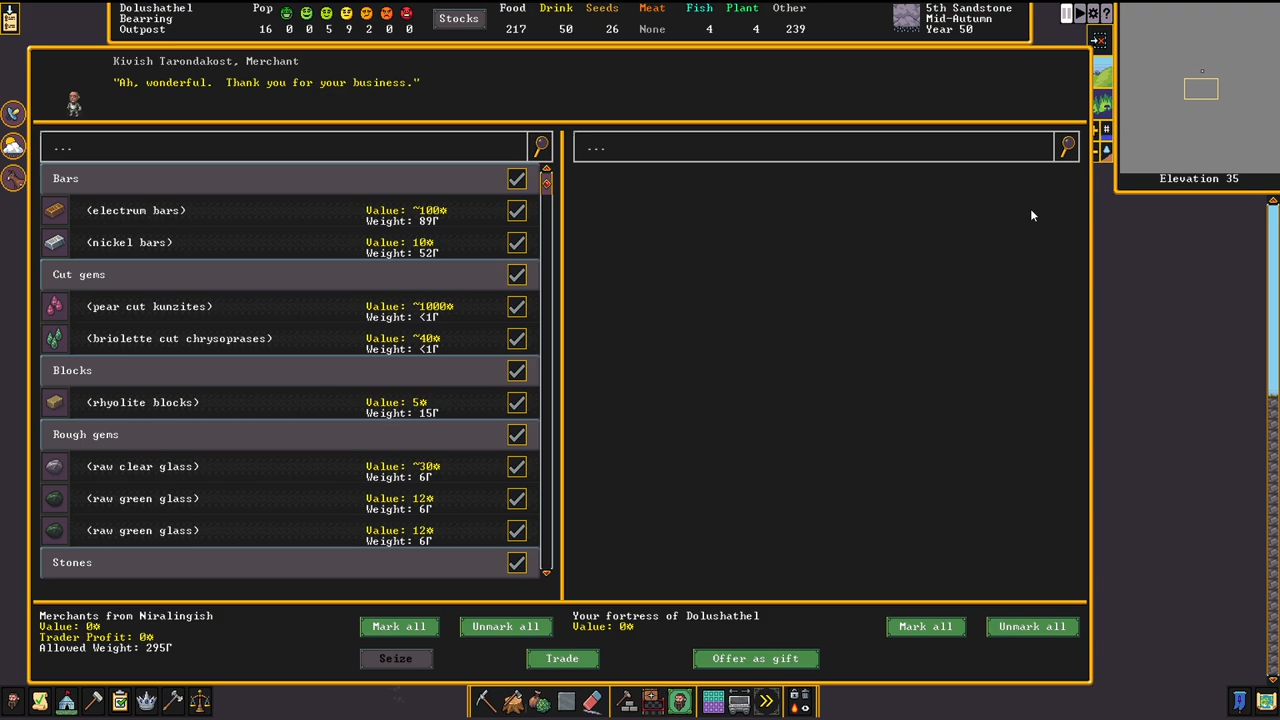 Dolushathel
Bearring
Outpost
Pop
16 0 0 5 9 2 0 0
Stocks
Food Drink Seeds Meat Fish Plant Other
217 50 26 None 4 4 239
5th Sandstone
Mid-Autumn
Year 50
Elevation 35
Kivish Tarondakost, Merchant
"Ah, wonderful. Thank you for your business."
...
...
Bars
(electrum bars) Value: ~100☼
Weight: 89Γ
(nickel bars) Value: 10☼
Weight: 52Γ
Cut gems
(pear cut kunzites) Value: ~1000☼
Weight: <1Γ
(briolette cut chrysoprases) Value: ~40☼
Weight: <1Γ
Blocks
(rhyolite blocks) Value: 5☼
Weight: 15Γ
Rough gems
(raw clear glass) Value: ~30☼
Weight: 6Γ
(raw green glass) Value: 12☼
Weight: 6Γ
(raw green glass) Value: 12☼
Weight: 6Γ
Stones
Merchants from Niralingish
Value: 0☼
Trader Profit: 0☼
Allowed Weight: 295Γ
Mark all
Unmark all
Your fortress of Dolushathel
Value: 0☼
Mark all
Unmark all
Seize
Trade
Offer as gift